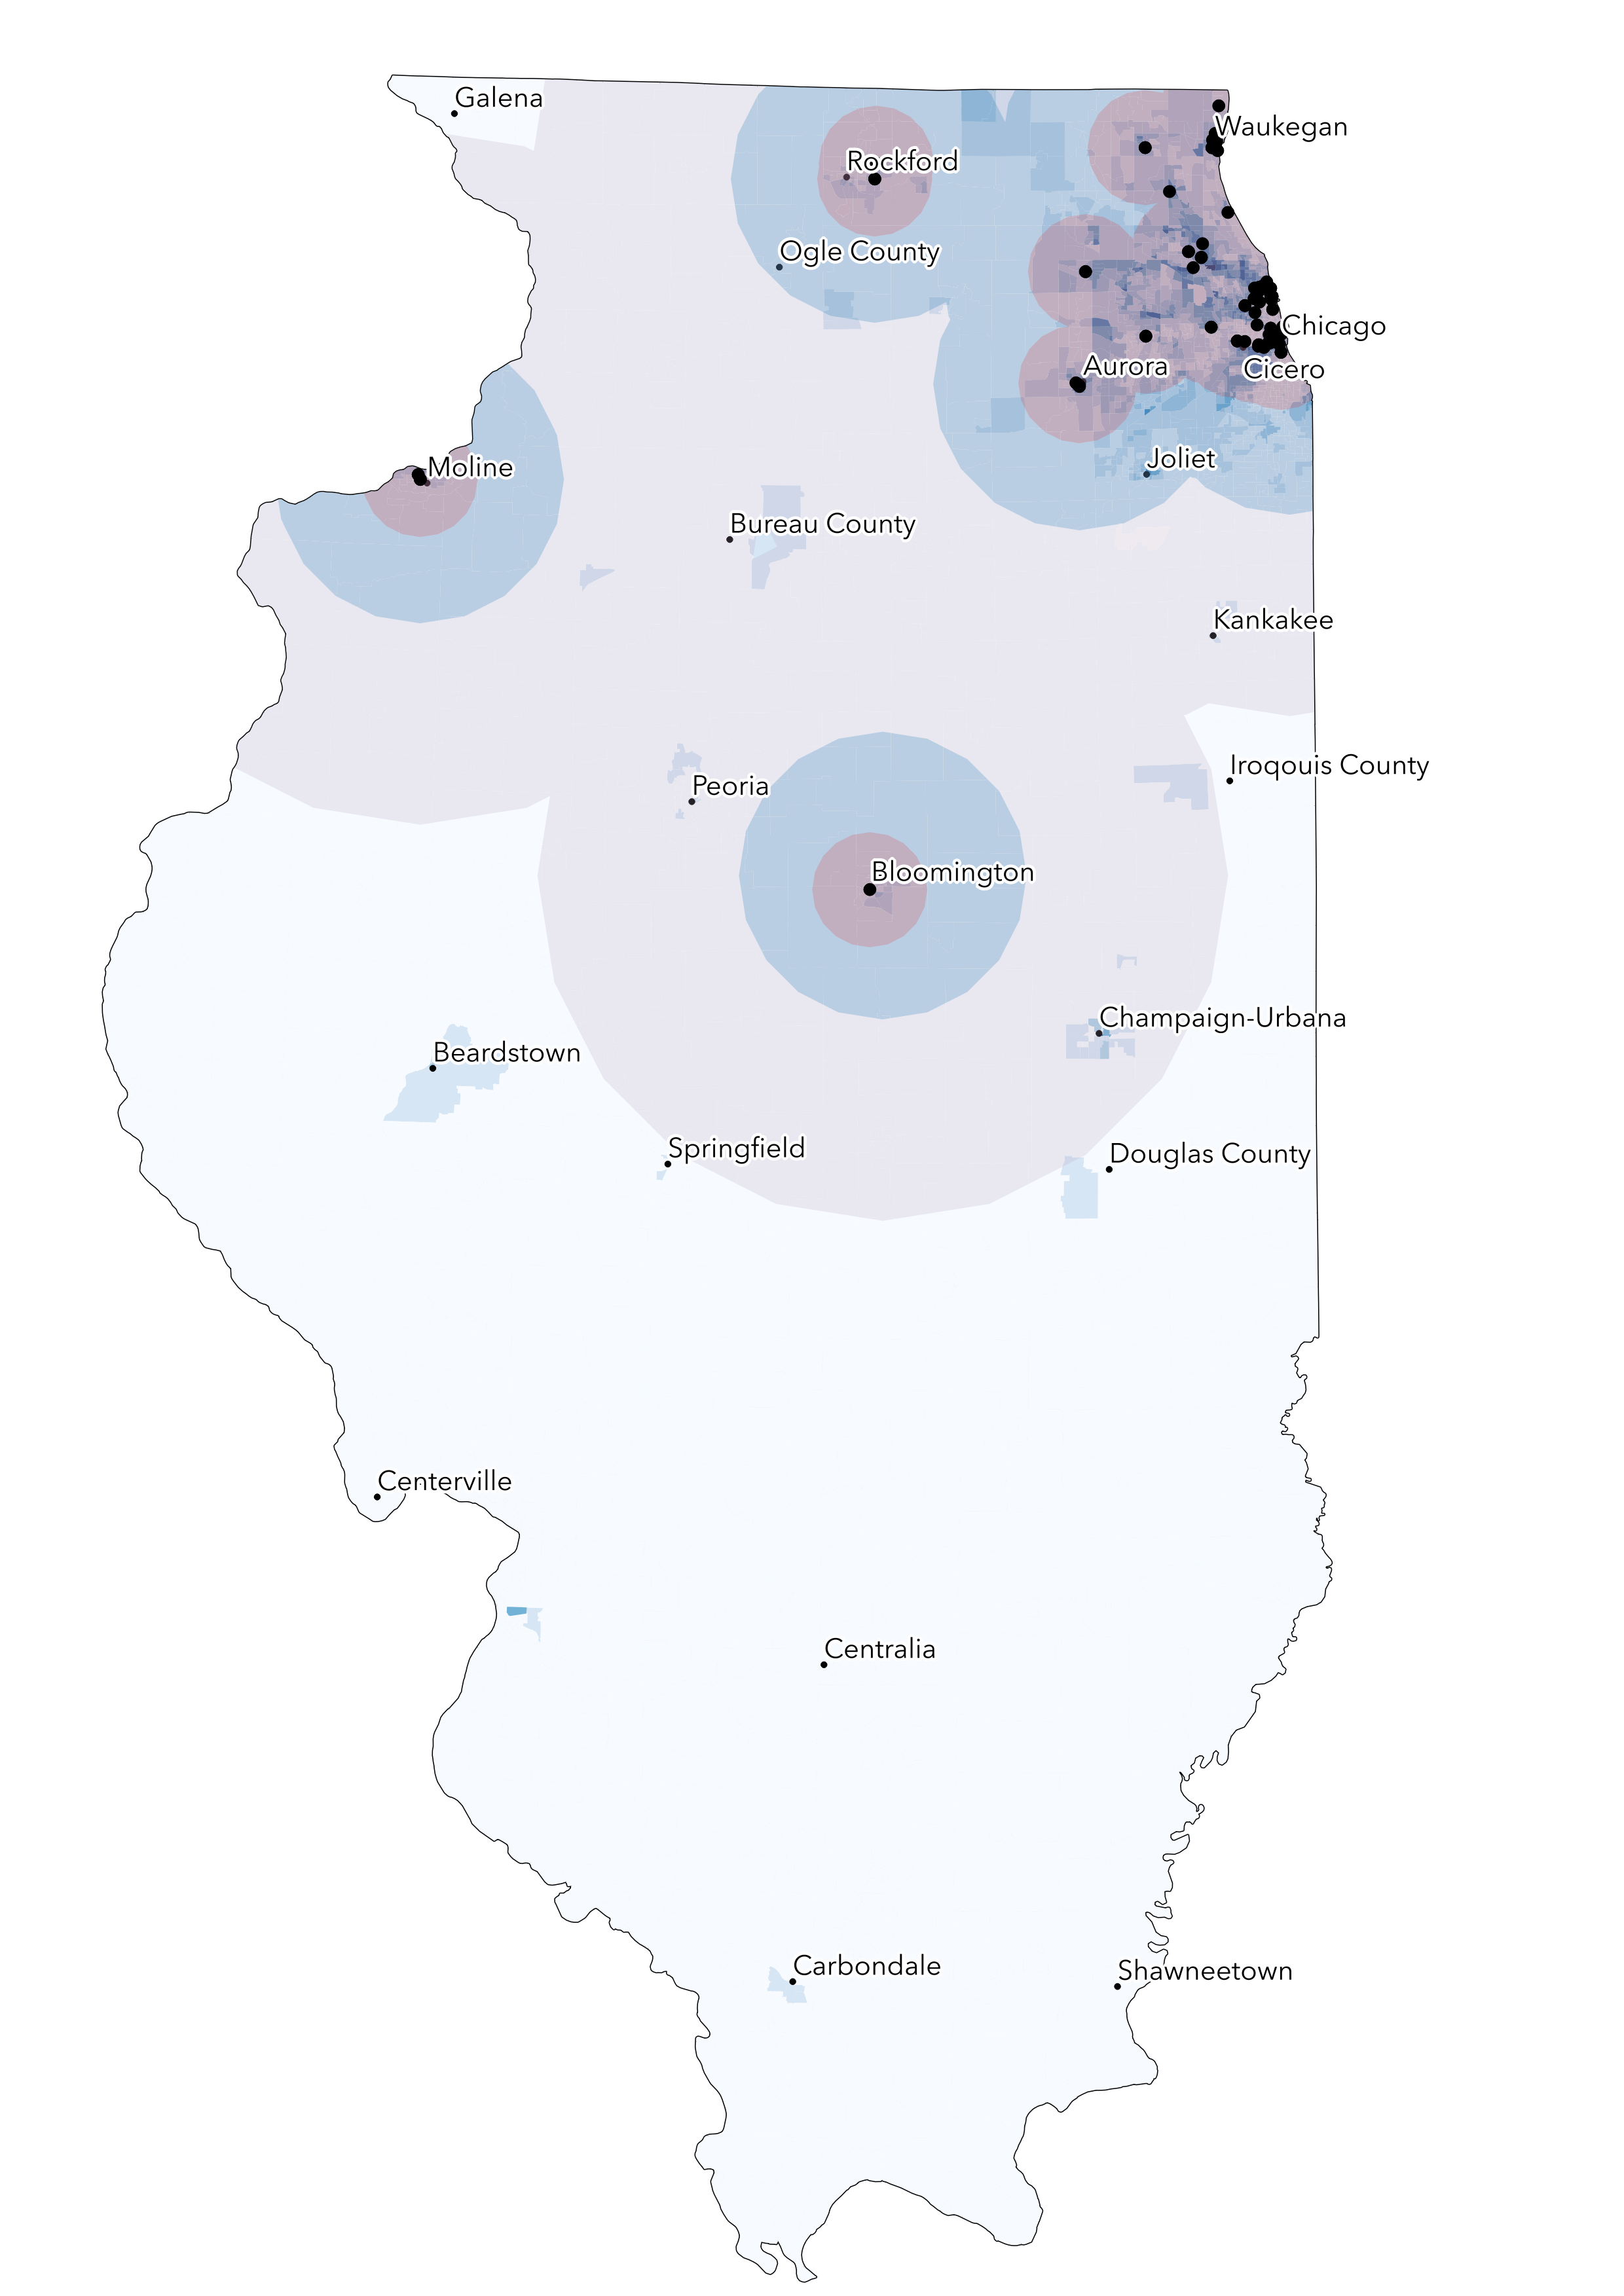 Galena
Waukegan
Rockford
Ogle County
Chicago
Aurora
Cicero
Joliet
Moline
Bureau County
Kankakee
Iroqouis County
Peoria
Bloomington
Champaign-Urbana
Beardstown
Springfield
Douglas County
Centerville
Centralia
Carbondale
Shawneetown